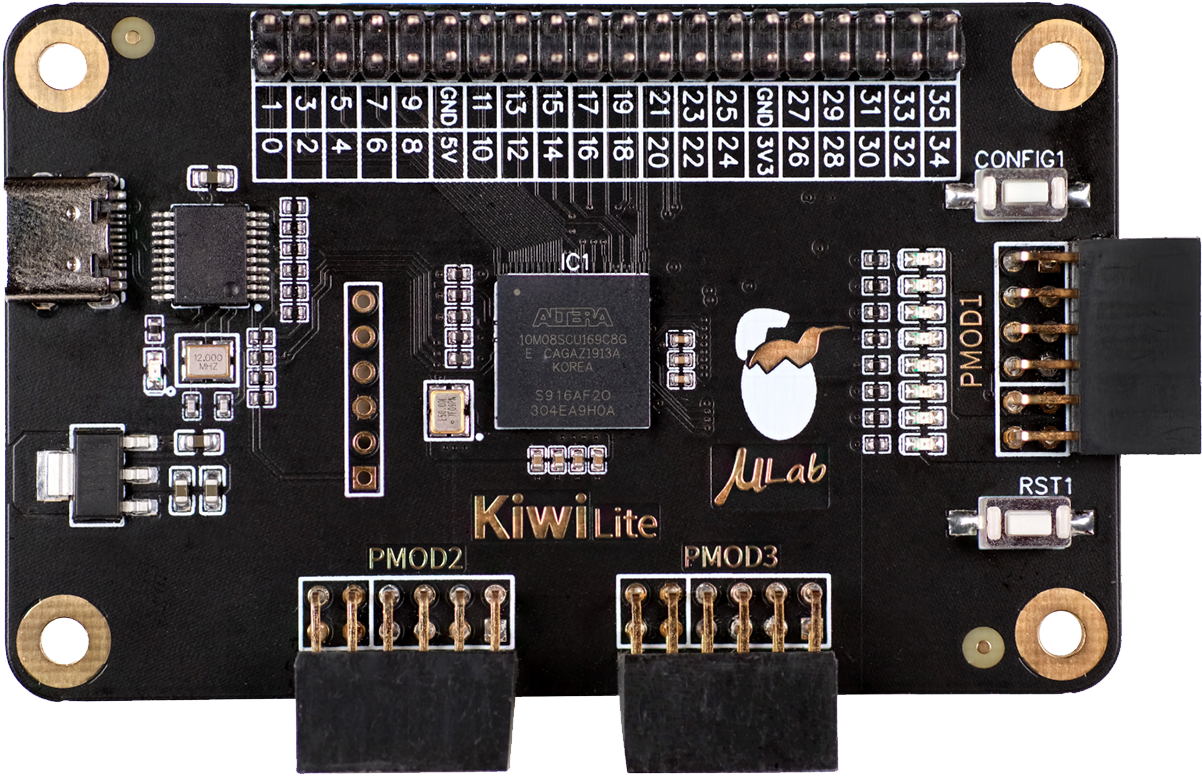 1 3 5 7 9 GND 11 13 15 17 19 21 23 25 GND 27 29 31 33 35
0 2 4 6 8 5V 10 12 14 16 18 20 22 24 3V3 26 28 30 32 34
CONFIG1
IC1
ALTERA
10M08SCU169C8G
E CAGAZ1913A
KOREA
S916AF20
304EA9H0A
12.000
MHZ
PMOD1
µLab
RST1
Kiwi Lite
PMOD2
PMOD3